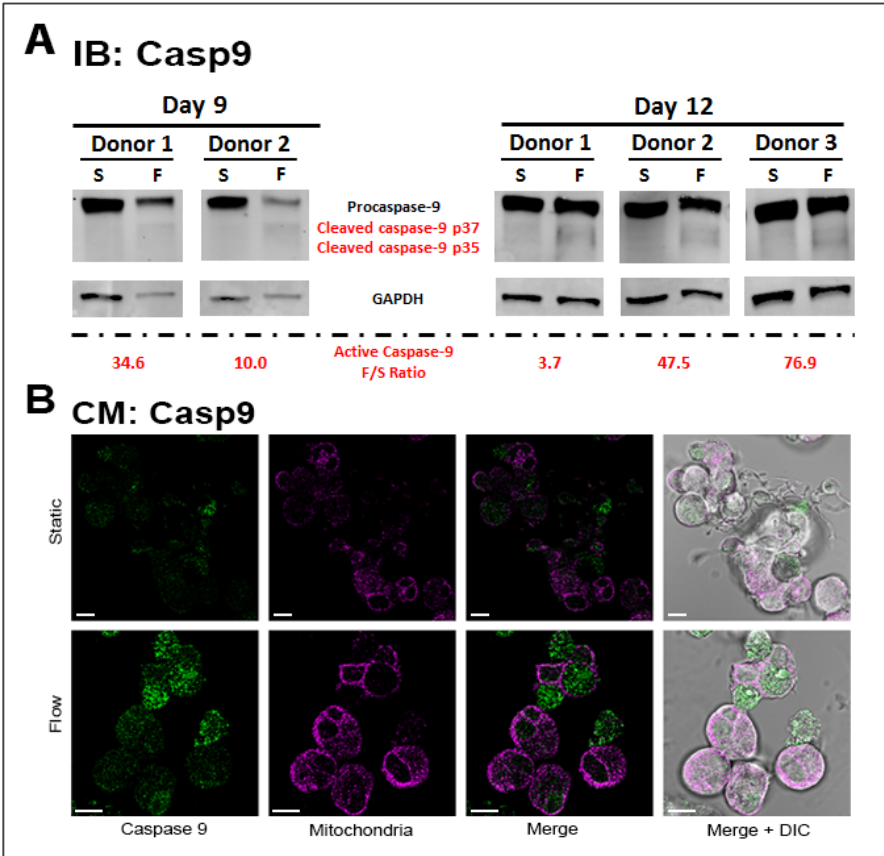 A IB: Casp9
Day 9 Day 12
Donor 1 Donor 2 Donor 1 Donor 2 Donor 3
S F S F S F S F S F
Procaspase-9
Cleaved caspase-9 p37
Cleaved caspase-9 p35
GAPDH
34.6 10.0 Active Caspase-9 F/S Ratio 3.7 47.5 76.9
B CM: Casp9
Static
Flow
Caspase 9 Mitochondria Merge Merge + DIC